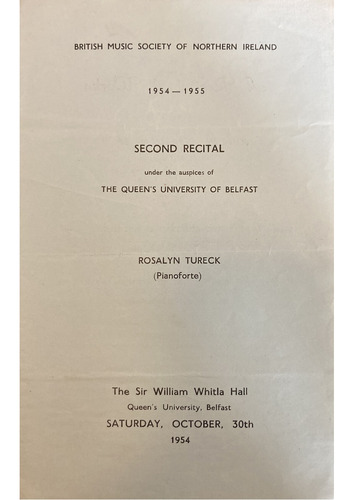 BRITISH MUSIC SOCIETY OF NORTHERN IRELAND
1954 — 1955
SECOND RECITAL
under the auspices of
THE QUEEN'S UNIVERSITY OF BELFAST
ROSALYN TURECK
(Pianoforte)
The Sir William Whitla Hall
Queen's University, Belfast
SATURDAY, OCTOBER, 30th
1954